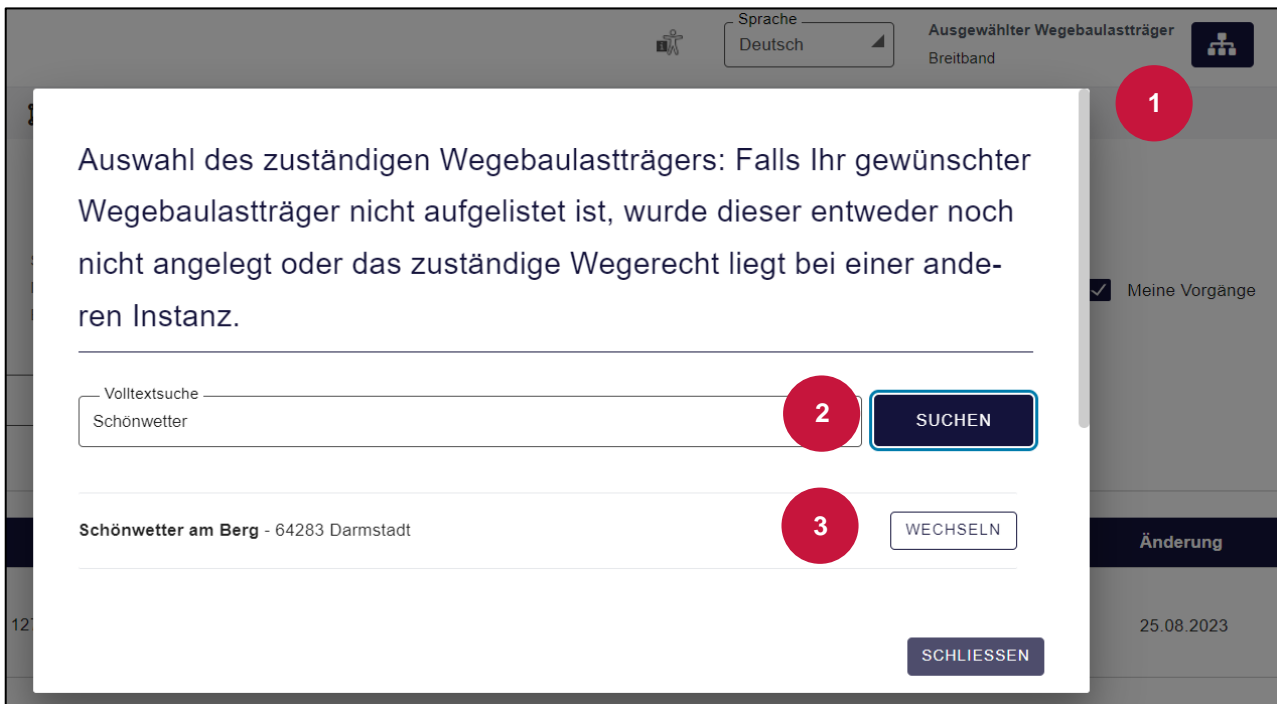 Sprache
Deutsch
Ausgewählter Wegebaulastträger
Breitband
1
Auswahl des zuständigen Wegebaulastträgers: Falls Ihr gewünschter
Wegebaulastträger nicht aufgelistet ist, wurde dieser entweder noch
nicht angelegt oder das zuständige Wegerecht liegt bei einer ande-
ren Instanz.
Meine Vorgänge
Volltextsuche
Schönwetter
2
SUCHEN
Schönwetter am Berg - 64283 Darmstadt
3
WECHSELN
Änderung
12
25.08.2023
SCHLIESSEN